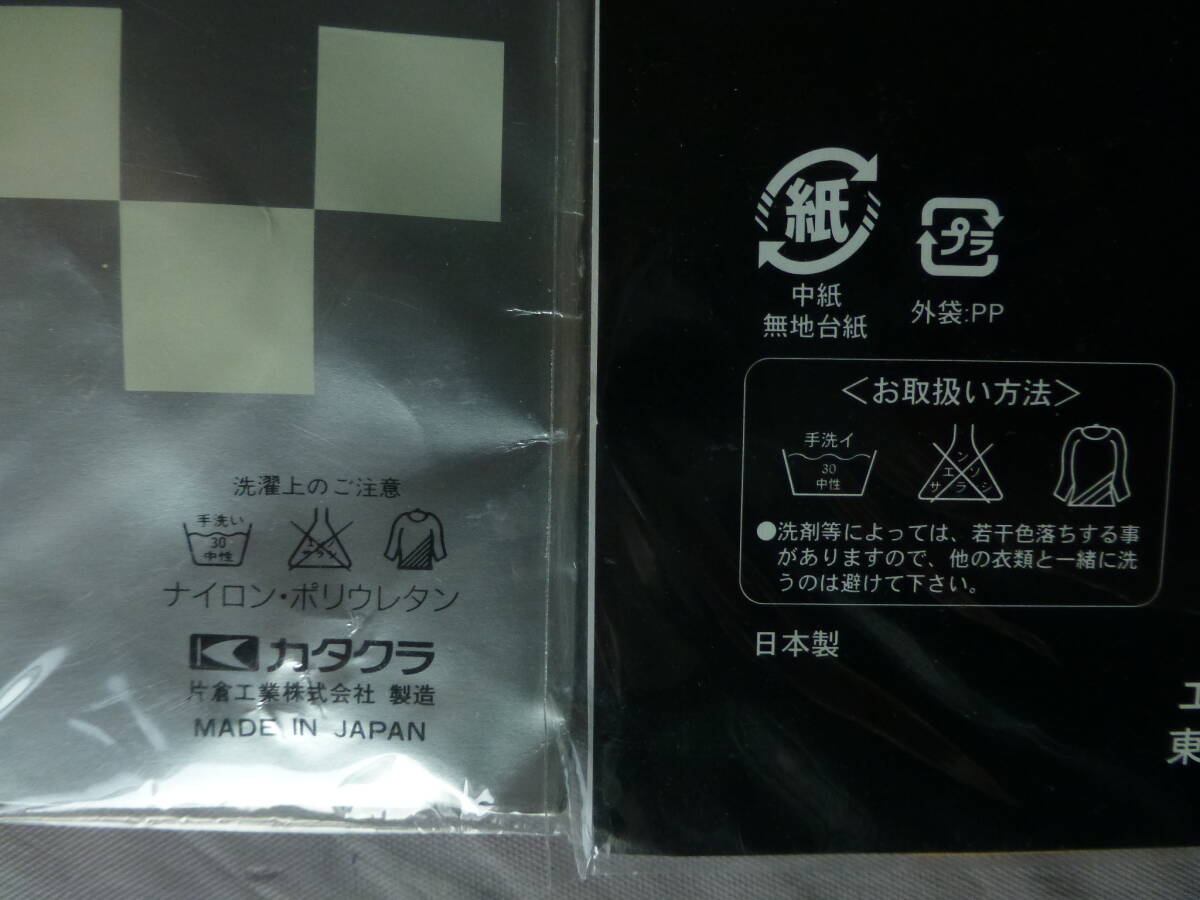 洗濯上のご注意
手洗い
30
中性
ナイロン・ポリウレタン
カタクラ
片倉工業株式会社 製造
MADE IN JAPAN
紙
中紙
無地台紙
プラ
外袋:PP
<お取扱い方法>
手洗イ
30
中性
エンソ
サラシ
●洗剤等によっては、若干色落ちする事
がありますので、他の衣類と一緒に洗
うのは避けて下さい。
日本製
東